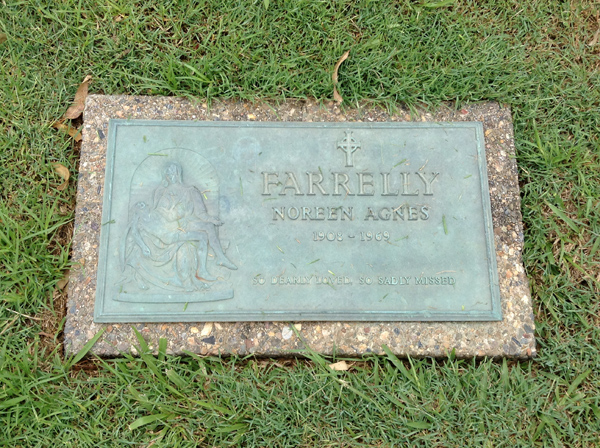 FARRELLY
NOREEN AGNES
1908 - 1969
SO DEARLY LOVED, SO SADLY MISSED